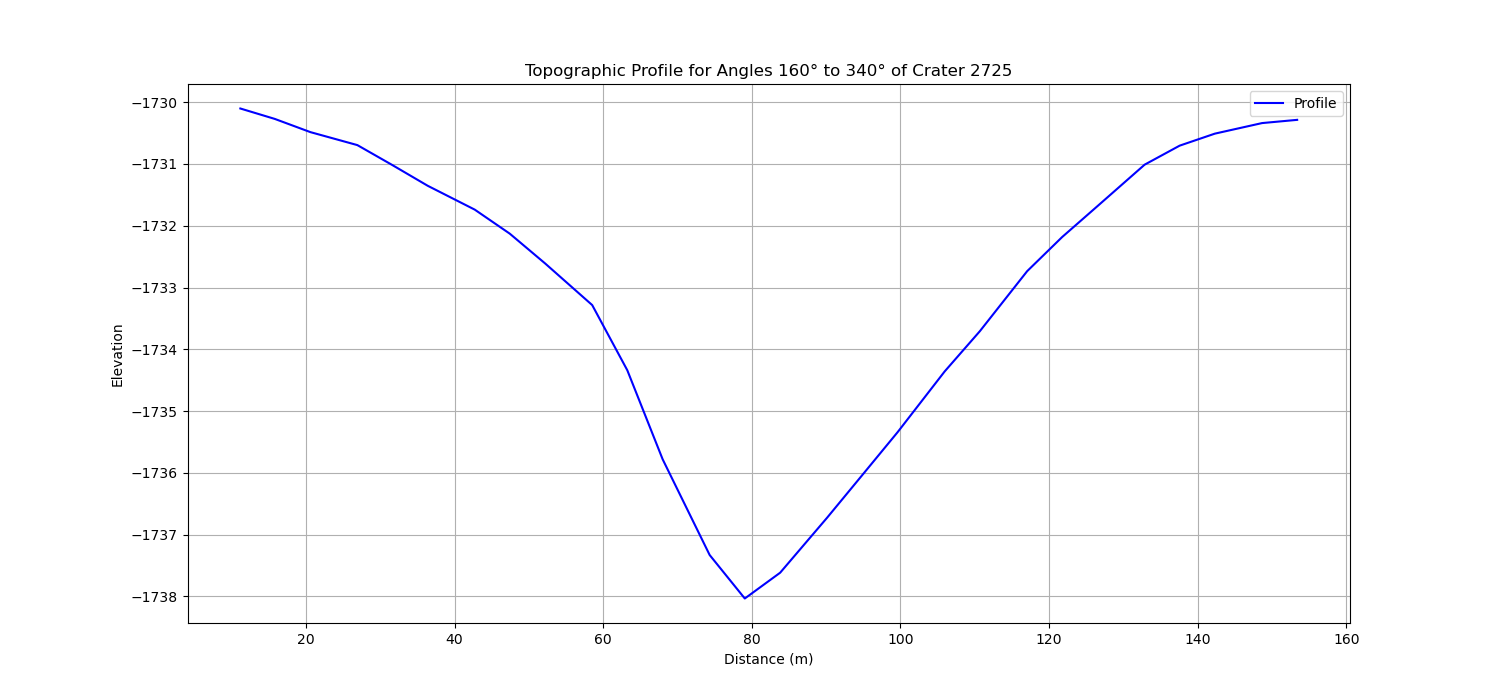 Topographic Profile for Angles 160° to 340° of Crater 2725
Profile
Elevation
−1730
−1731
−1732
−1733
−1734
−1735
−1736
−1737
−1738
20 40 60 80 100 120 140 160
Distance (m)